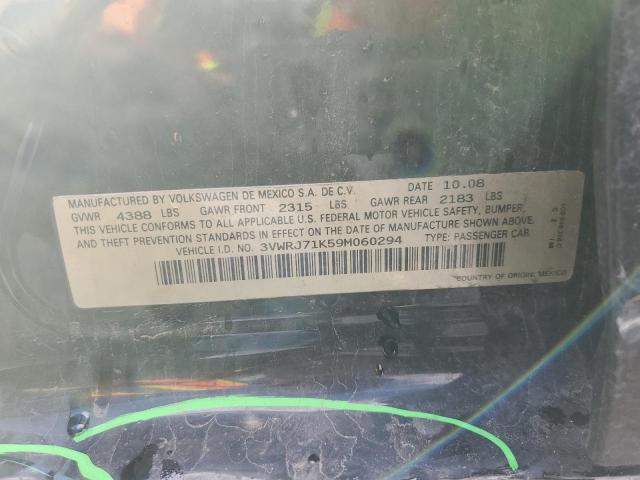 MANUFACTURED BY VOLKSWAGEN DE MEXICO S.A. DE C.V. DATE 10.08
GVWR 4388 LBS GAWR FRONT 2315 LBS GAWR REAR 2183 LBS
THIS VEHICLE CONFORMS TO ALL APPLICABLE U.S. FEDERAL MOTOR VEHICLE SAFETY, BUMPER,
AND THEFT PREVENTION STANDARDS IN EFFECT ON THE DATE OF MANUFACTURE SHOWN ABOVE.
VEHICLE I.D. NO. 3VWRJ71K59M060294 TYPE: PASSENGER CAR
COUNTRY OF ORIGIN: MEXICO